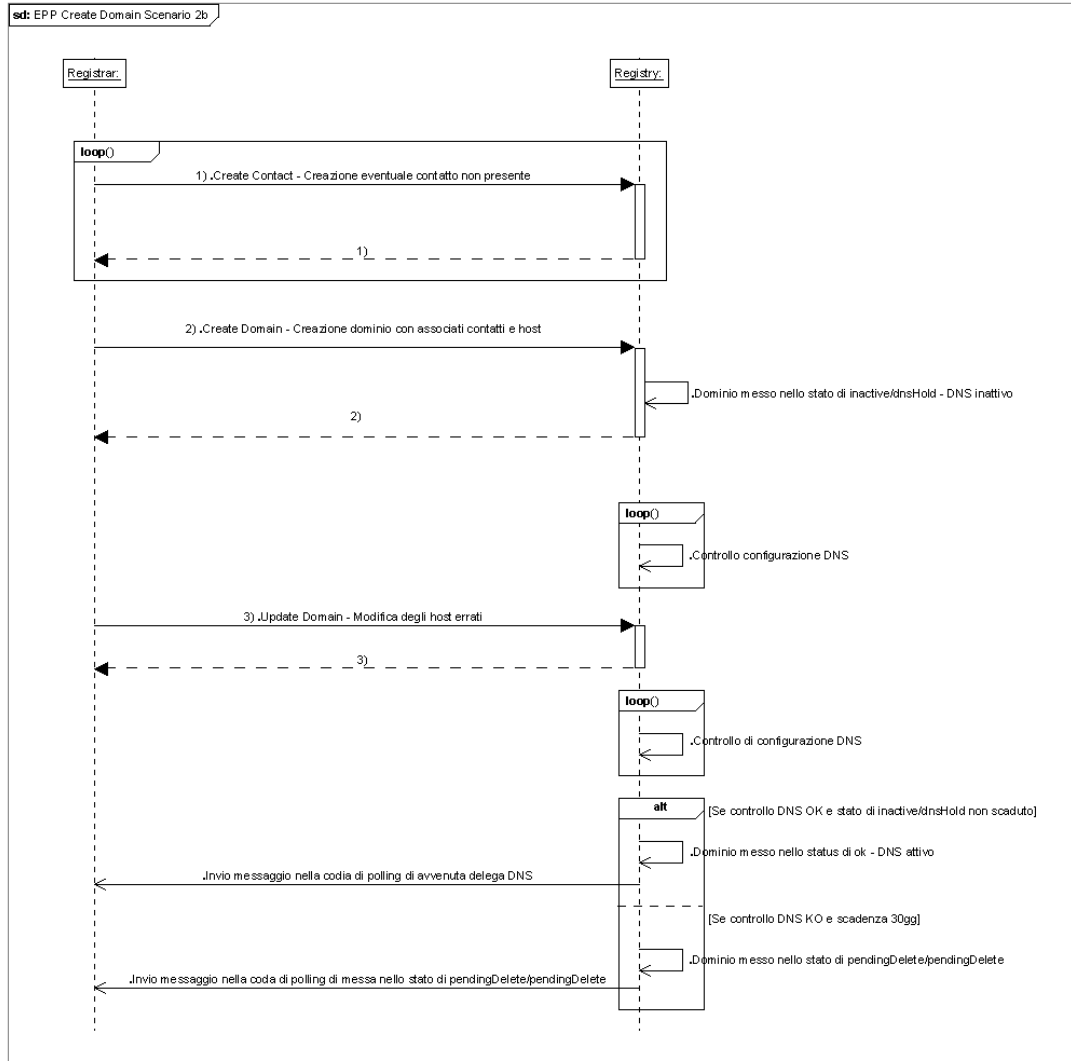 sd: EPP Create Domain Scenario 2b
Registrar:
Registry:
loop()
1) .Create Contact - Creazione eventuale contatto non presente
1)
2) .Create Domain - Creazione dominio con associati contatti e host
.Dominio messo nello stato di inactive/dnsHold - DNS inattivo
2)
loop()
.Controllo configurazione DNS
3) .Update Domain - Modifica degli host errati
3)
loop()
.Controllo di configurazione DNS
alt
[Se controllo DNS OK e stato di inactive/dnsHold non scaduto]
.Dominio messo nello status di ok - DNS attivo
.Invio messaggio nella codia di polling di avvenuta delega DNS
[Se controllo DNS KO e scadenza 30gg]
.Dominio messo nello stato di pendingDelete/pendingDelete
.Invio messaggio nella coda di polling di messa nello stato di pendingDelete/pendingDelete